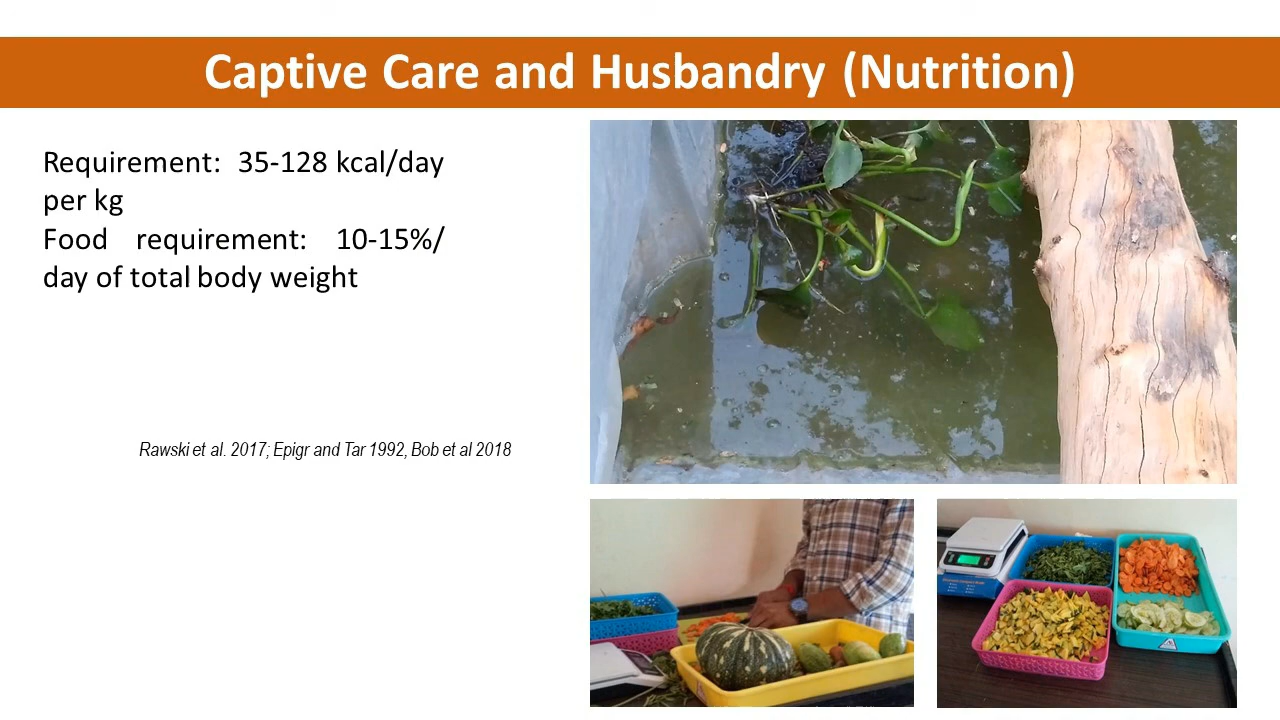 Captive Care and Husbandry (Nutrition)
Requirement: 35-128 kcal/day
per kg
Food requirement: 10-15%/
day of total body weight
Rawski et al. 2017; Epigr and Tar 1992, Bob et al 2018